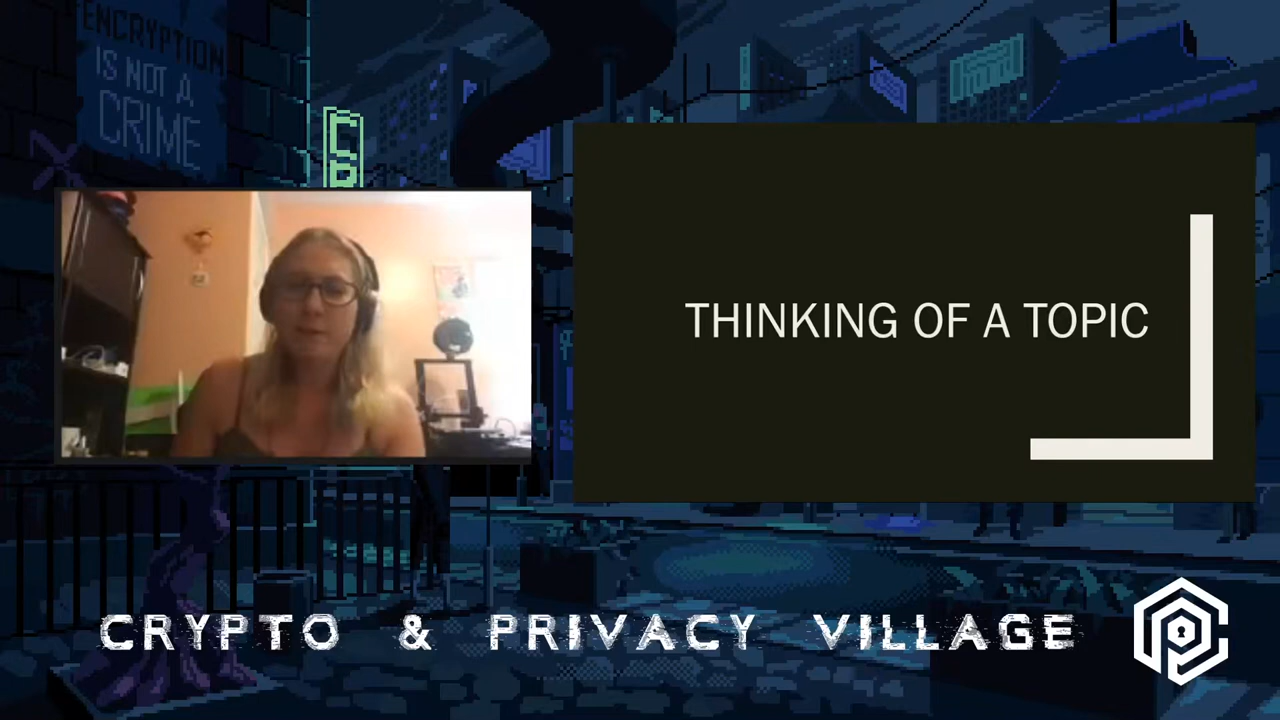 ENCRYPTION
IS NOT A
CRIME
THINKING OF A TOPIC
CRYPTO & PRIVACY VILLAGE